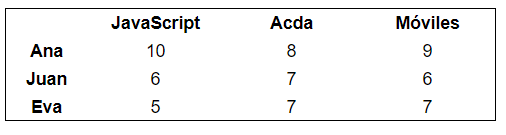 JavaScript Acda Móviles
Ana 10 8 9
Juan 6 7 6
Eva 5 7 7